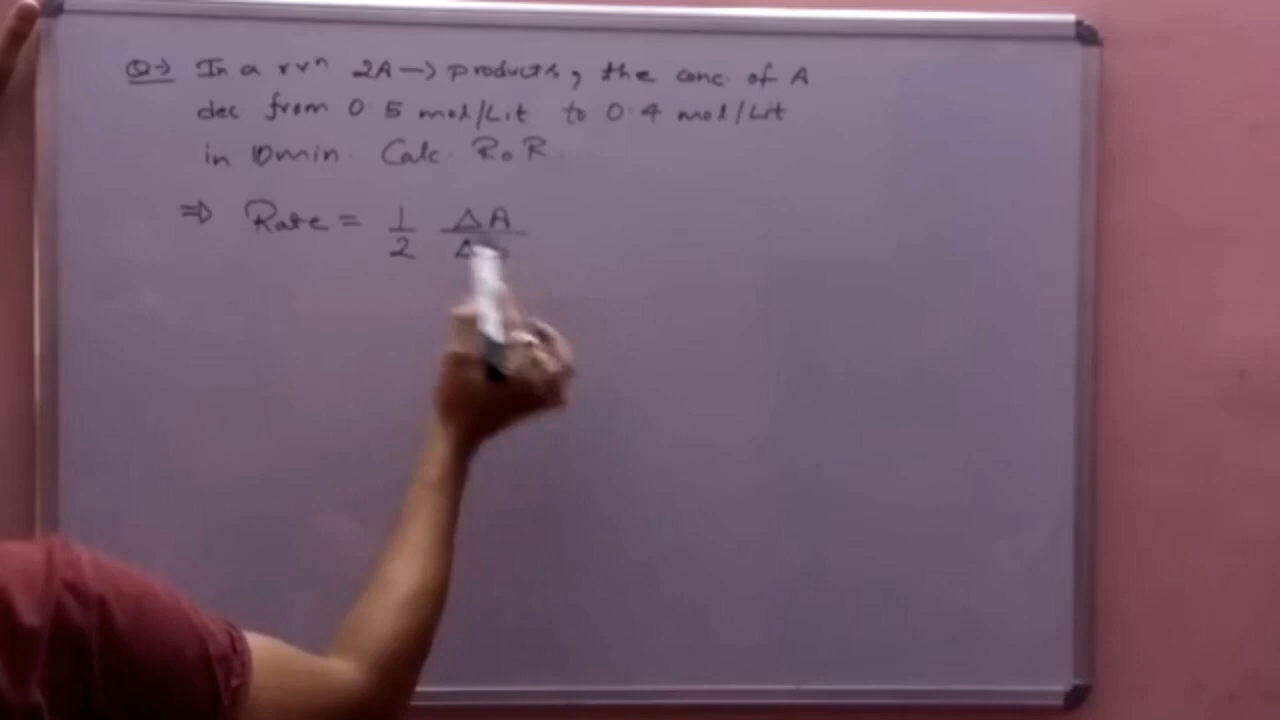 Q→ In a rxn 2A → products, the conc. of A
dec from 0.5 mol/Lit to 0.4 mol/Lit
in 10min. Calc. RoR.
⇒ Rate = 1/2 ΔA/Δ